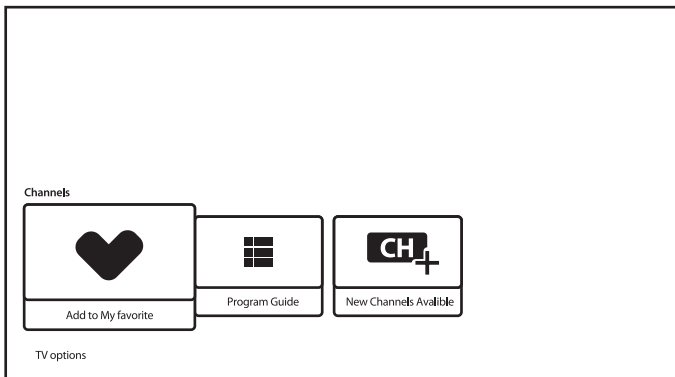 Channels
CH
Add to My favorite
Program Guide
New Channels Avalible
TV options